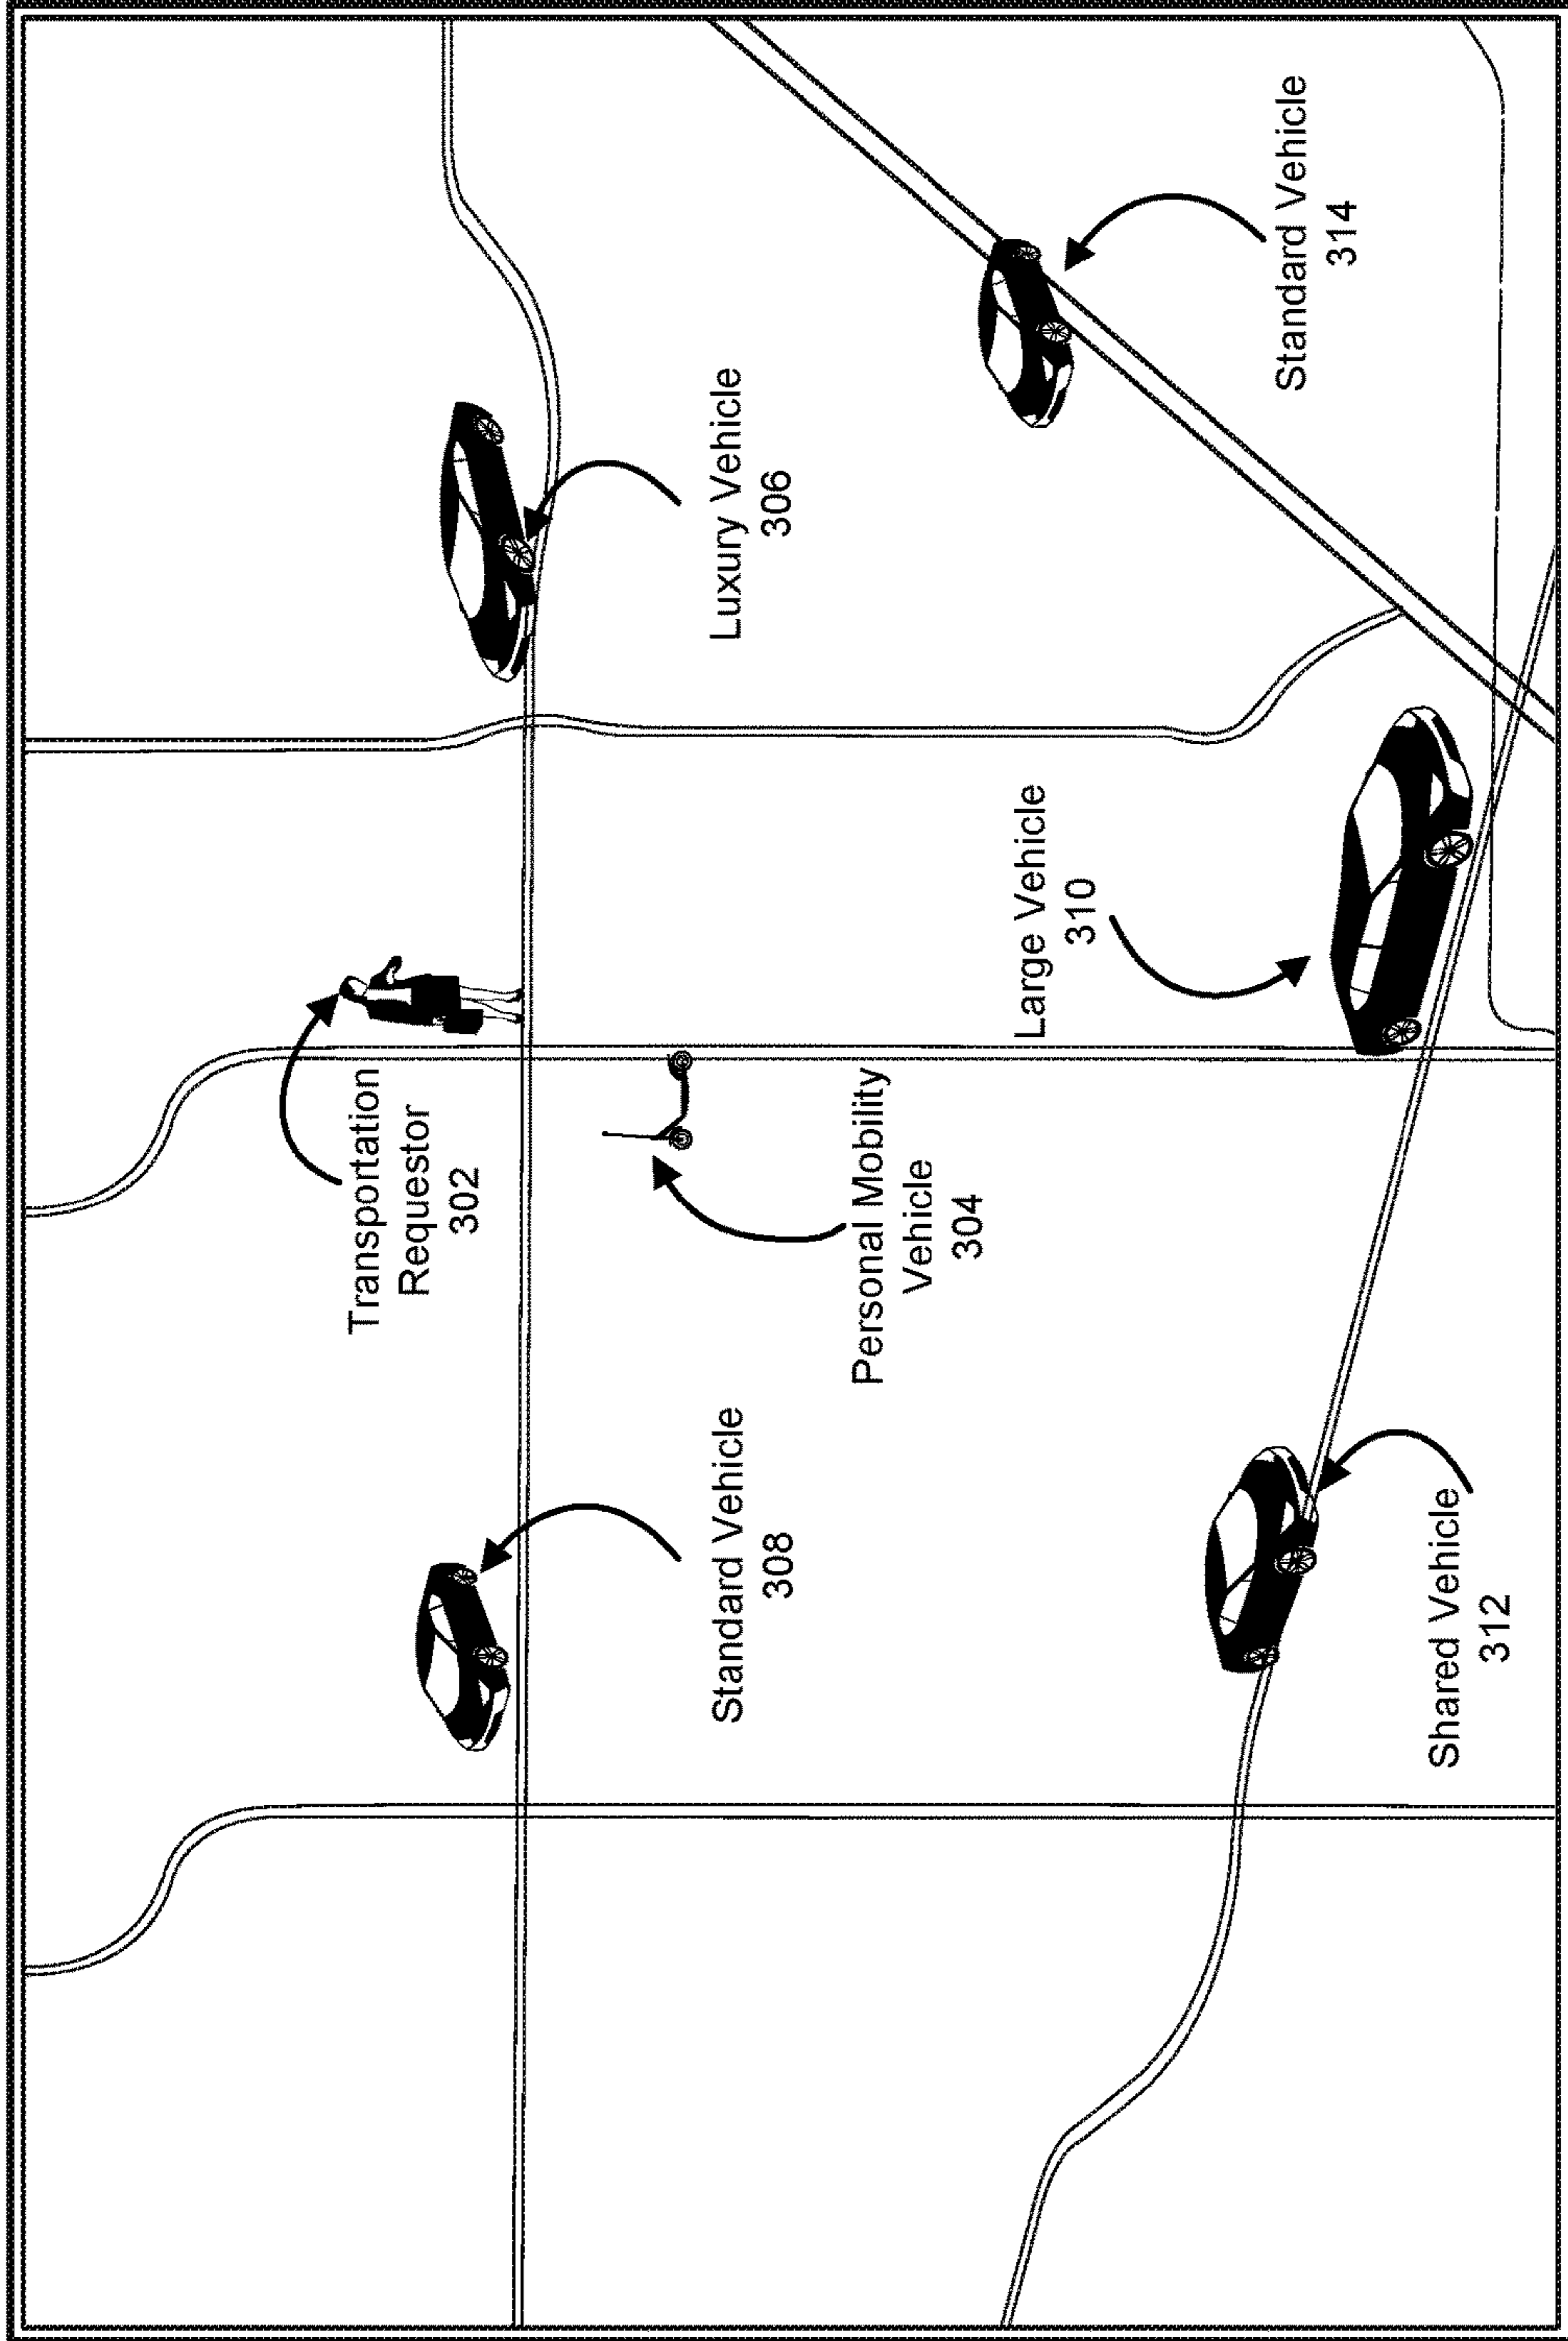 Transportation
Requestor
302
Standard Vehicle
308
Luxury Vehicle
306
Personal Mobility
Vehicle
304
Large Vehicle
310
Standard Vehicle
314
Shared Vehicle
312